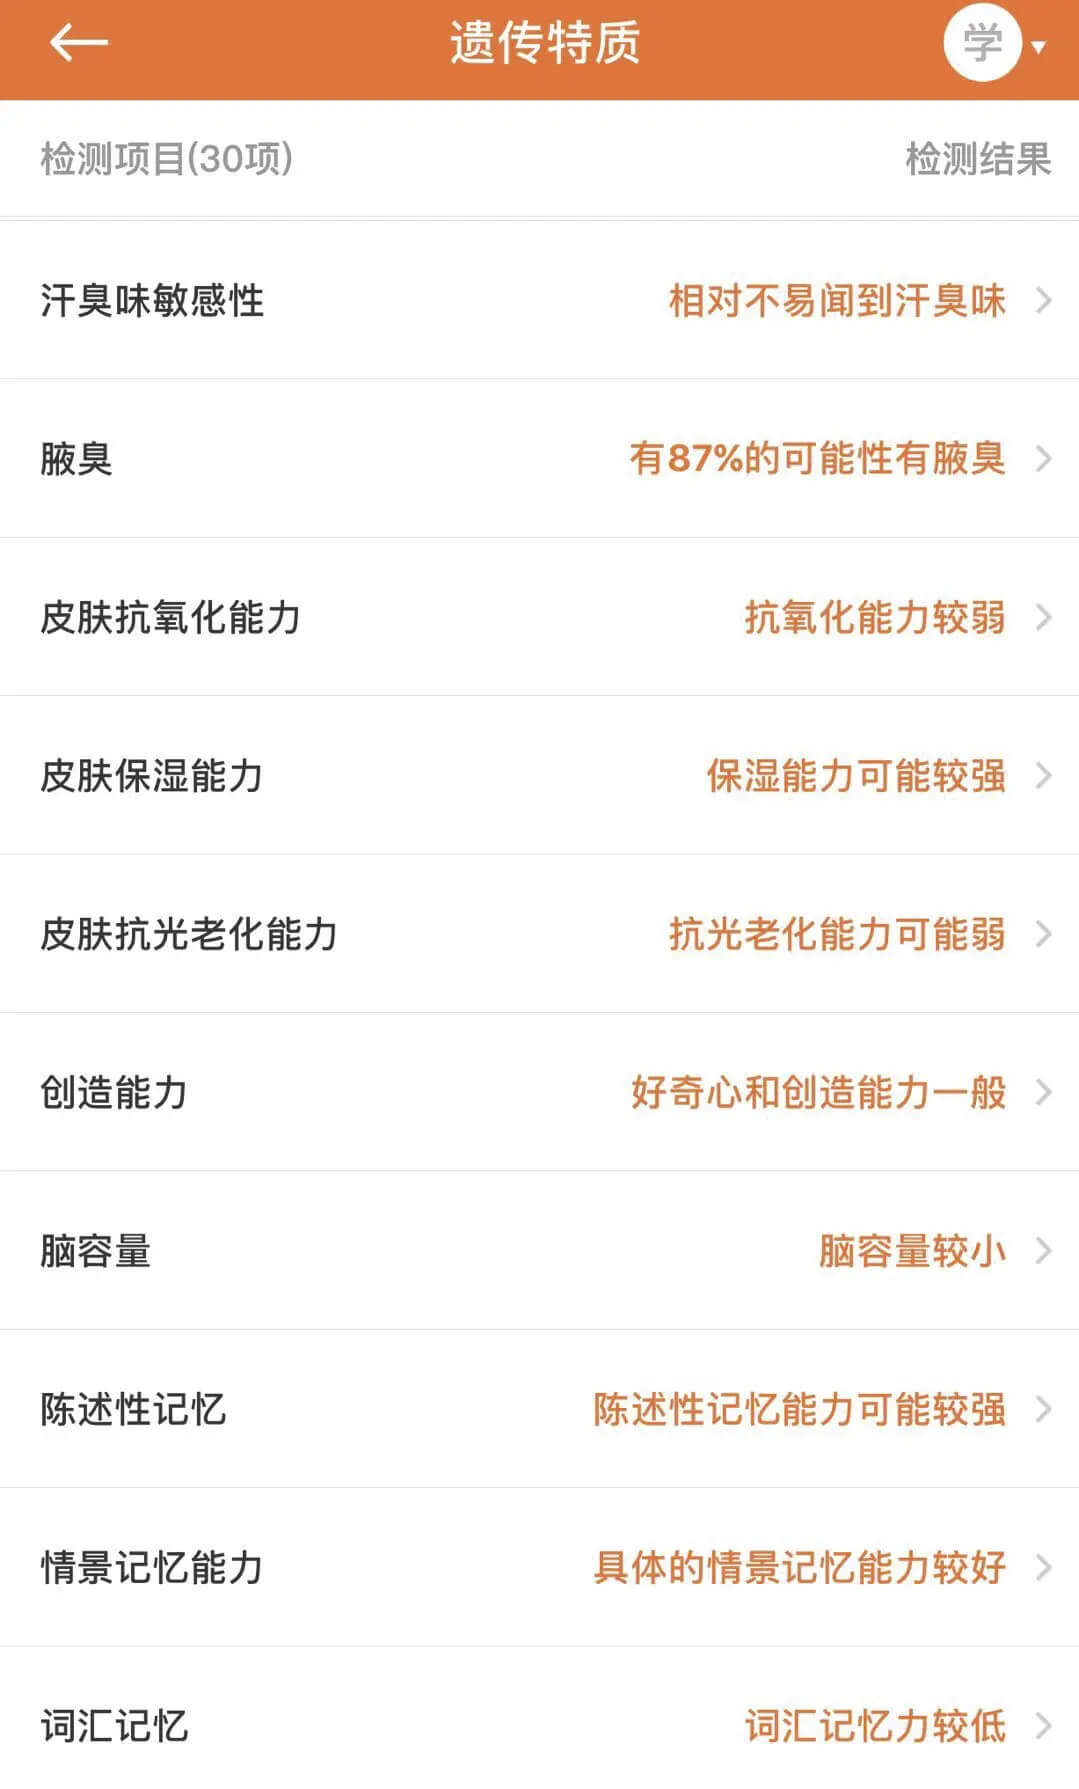 遗传特质
学
检测项目(30项) 检测结果
汗臭味敏感性 相对不易闻到汗臭味
腋臭 有87%的可能性有腋臭
皮肤抗氧化能力 抗氧化能力较弱
皮肤保湿能力 保湿能力可能较强
皮肤抗光老化能力 抗光老化能力可能弱
创造能力 好奇心和创造能力一般
脑容量 脑容量较小
陈述性记忆 陈述性记忆能力可能较强
情景记忆能力 具体的情景记忆能力较好
词汇记忆 词汇记忆力较低